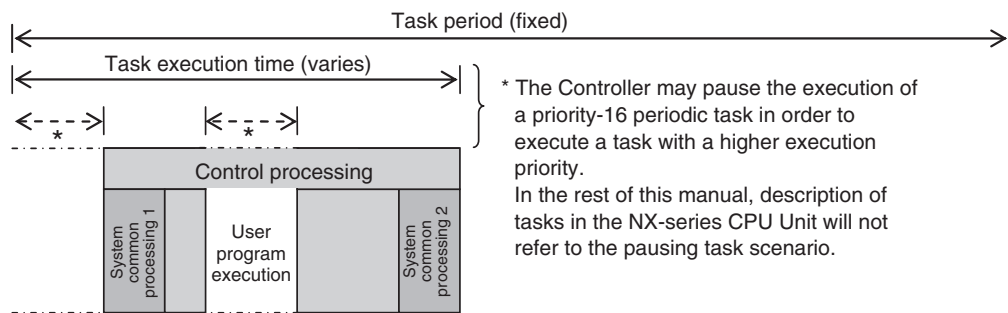 Task period (fixed)
Task execution time (varies)
*
*
* The Controller may pause the execution of
a priority-16 periodic task in order to
execute a task with a higher execution
priority.
In the rest of this manual, description of
tasks in the NX-series CPU Unit will not
refer to the pausing task scenario.
Control processing
System
common
processing 1
User
program
execution
System
common
processing 2